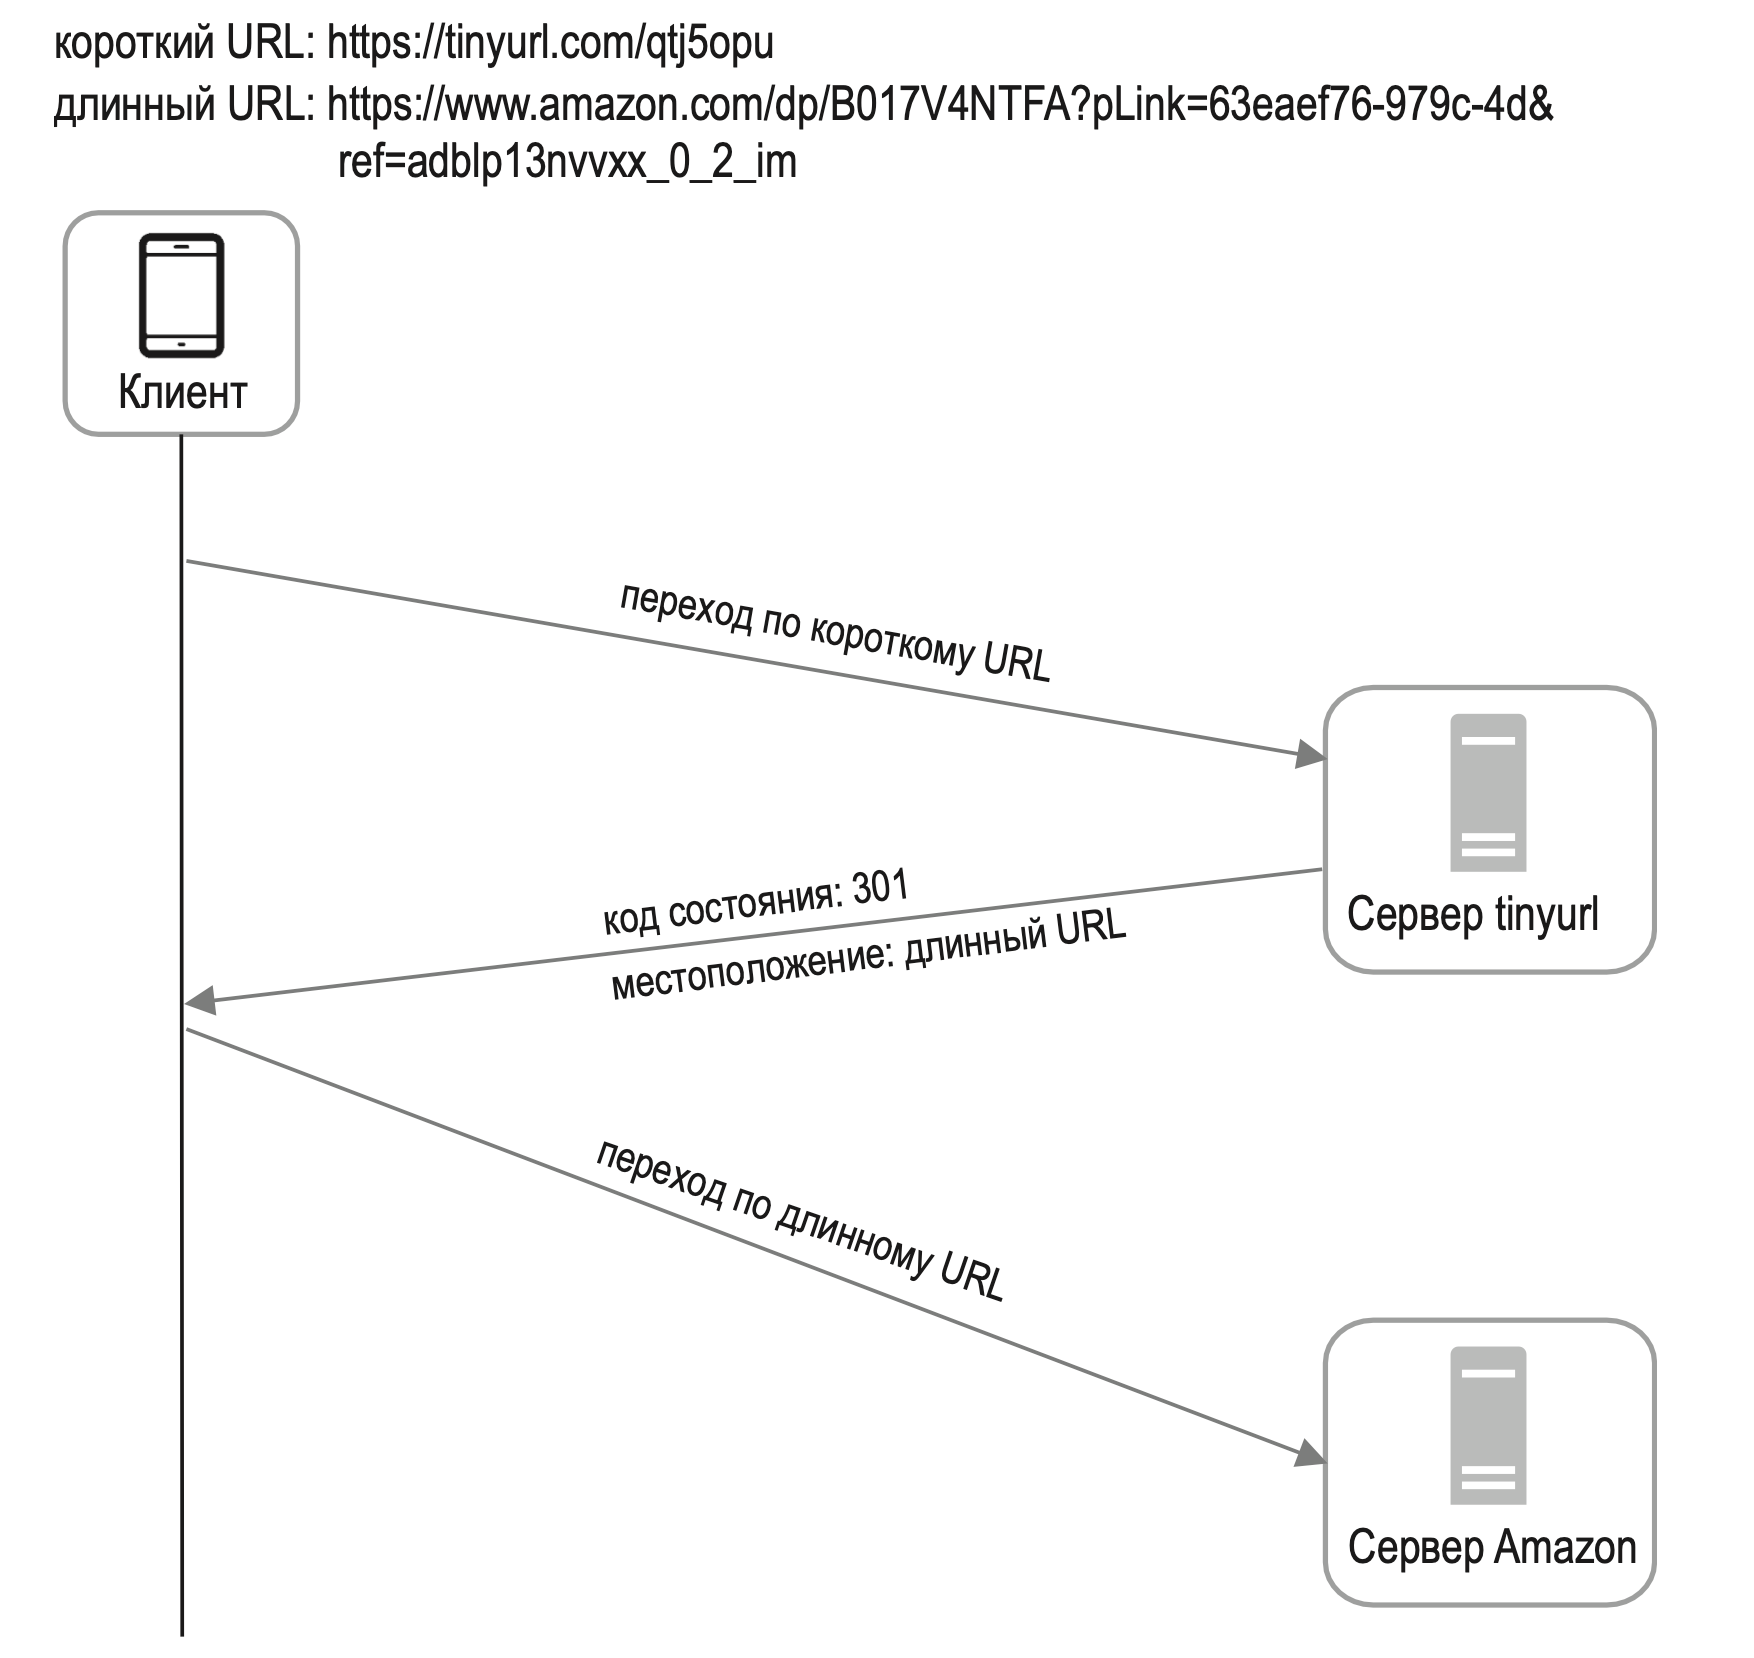 короткий URL: https://tinyurl.com/qtj5opu
длинный URL: https://www.amazon.com/dp/B017V4NTFA?pLink=63eaef76-979c-4d&
ref=adblp13nvvxx_0_2_im
Клиент
переход по короткому URL
Сервер tinyurl
код состояния: 301
местоположение: длинный URL
переход по длинному URL
Сервер Amazon